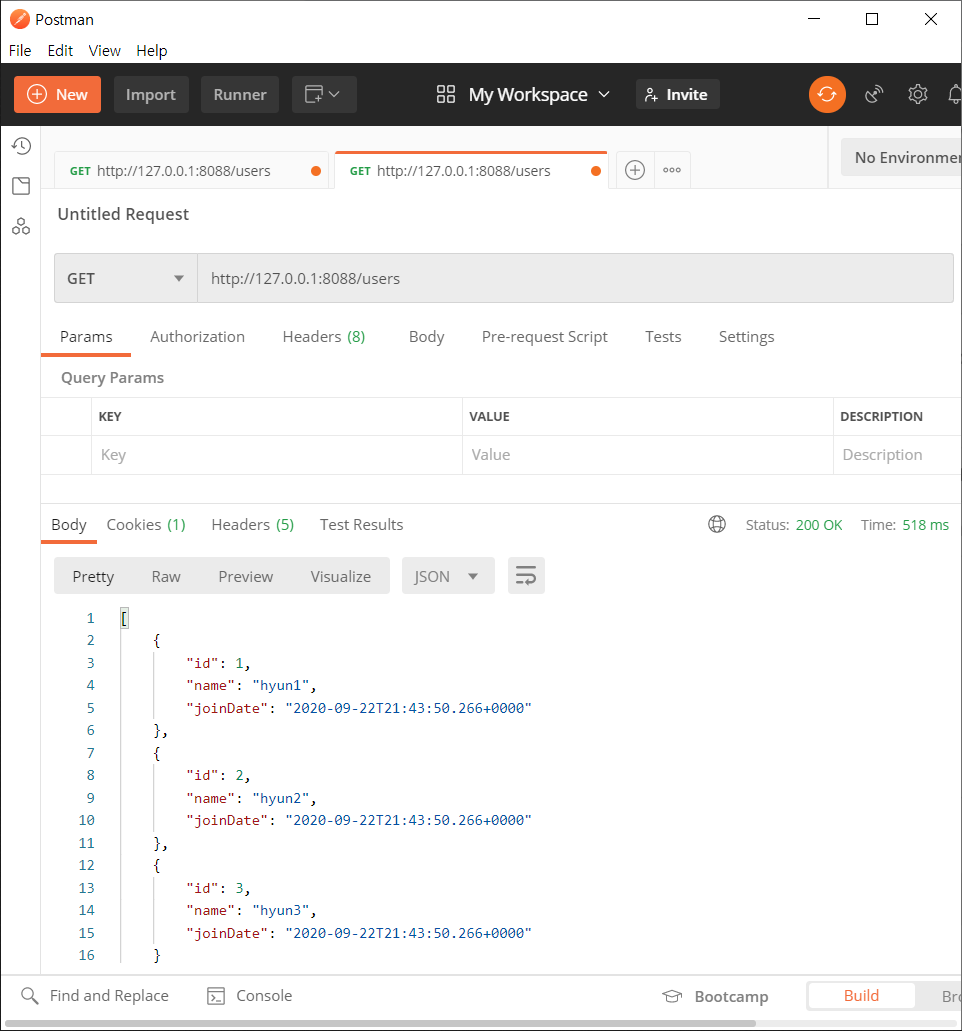 Postman
File Edit View Help
New Import Runner My Workspace Invite
GET http://127.0.0.1:8088/users GET http://127.0.0.1:8088/users No Environmen
Untitled Request
GET http://127.0.0.1:8088/users
Params Authorization Headers (8) Body Pre-request Script Tests Settings
Query Params
KEY VALUE DESCRIPTION
Key Value Description
Body Cookies (1) Headers (5) Test Results Status: 200 OK Time: 518 ms
Pretty Raw Preview Visualize JSON
1 [
2 {
3 "id": 1,
4 "name": "hyun1",
5 "joinDate": "2020-09-22T21:43:50.266+0000"
6 },
7 {
8 "id": 2,
9 "name": "hyun2",
10 "joinDate": "2020-09-22T21:43:50.266+0000"
11 },
12 {
13 "id": 3,
14 "name": "hyun3",
15 "joinDate": "2020-09-22T21:43:50.266+0000"
16 }
Find and Replace Console Bootcamp Build Bro